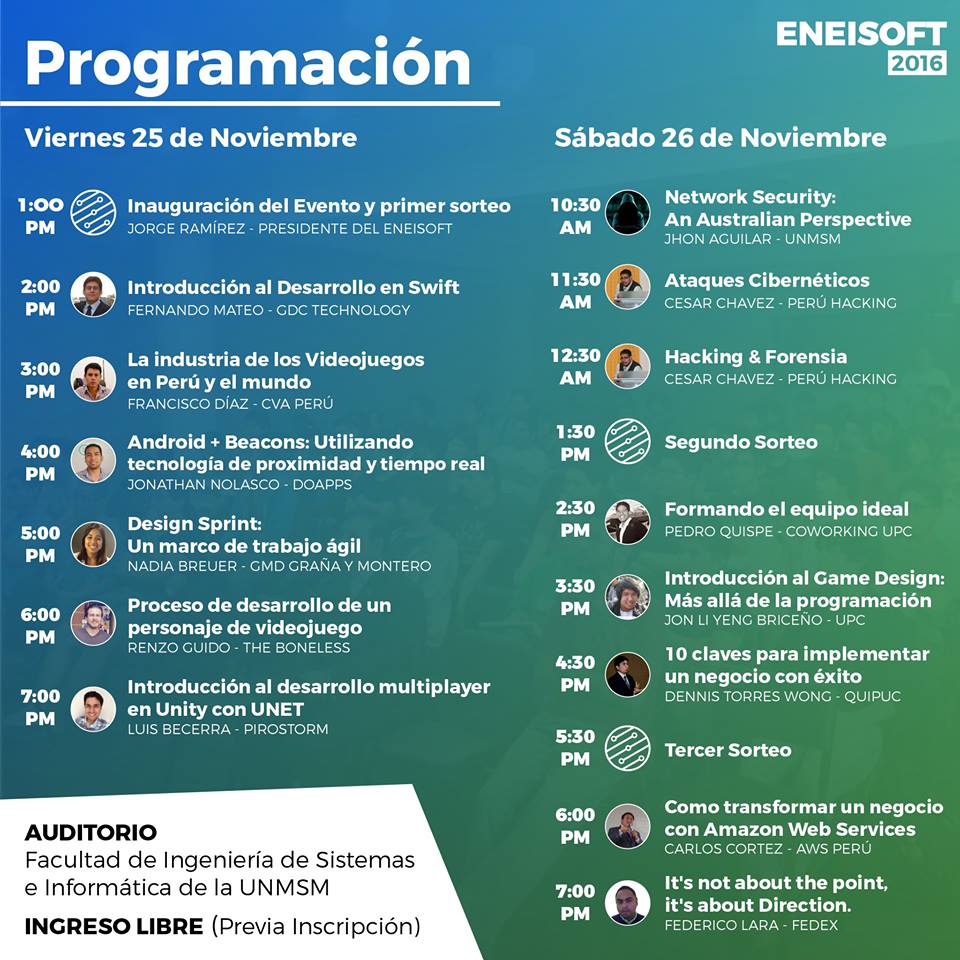 Programación
ENEISOFT
2016
Viernes 25 de Noviembre
1:00
PM
Inauguración del Evento y primer sorteo
JORGE RAMÍREZ - PRESIDENTE DEL ENEISOFT
2:00
PM
Introducción al Desarrollo en Swift
FERNANDO MATEO - GDC TECHNOLOGY
3:00
PM
La industria de los Videojuegos
en Perú y el mundo
FRANCISCO DÍAZ - CVA PERÚ
4:00
PM
Android + Beacons: Utilizando
tecnología de proximidad y tiempo real
JONATHAN NOLASCO - DOAPPS
5:00
PM
Design Sprint:
Un marco de trabajo ágil
NADIA BREUER - GMD GRAÑA Y MONTERO
6:00
PM
Proceso de desarrollo de un
personaje de videojuego
RENZO GUIDO - THE BONELESS
7:00
PM
Introducción al desarrollo multiplayer
en Unity con UNET
LUIS BECERRA - PIROSTORM
Sábado 26 de Noviembre
10:30
AM
Network Security:
An Australian Perspective
JHON AGUILAR - UNMSM
11:30
AM
Ataques Cibernéticos
CESAR CHAVEZ - PERÚ HACKING
12:30
AM
Hacking & Forensia
CESAR CHAVEZ - PERÚ HACKING
1:30
PM
Segundo Sorteo
2:30
PM
Formando el equipo ideal
PEDRO QUISPE - COWORKING UPC
3:30
PM
Introducción al Game Design:
Más allá de la programación
JON LI YENG BRICEÑO - UPC
4:30
PM
10 claves para implementar
un negocio con éxito
DENNIS TORRES WONG - QUIPUC
5:30
PM
Tercer Sorteo
6:00
PM
Como transformar un negocio
con Amazon Web Services
CARLOS CORTEZ - AWS PERÚ
7:00
PM
It's not about the point,
it's about Direction.
FEDERICO LARA - FEDEX
AUDITORIO
Facultad de Ingeniería de Sistemas
e Informática de la UNMSM
INGRESO LIBRE (Previa Inscripción)